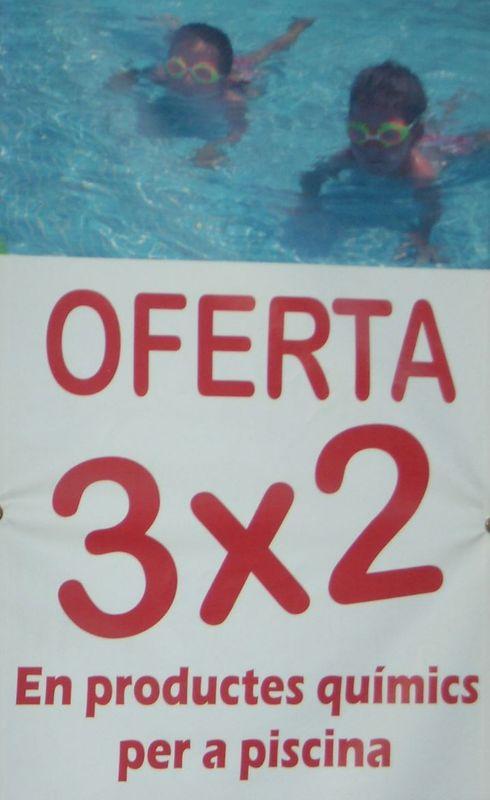 OFERTA
3x2
En productes químics
per a piscina